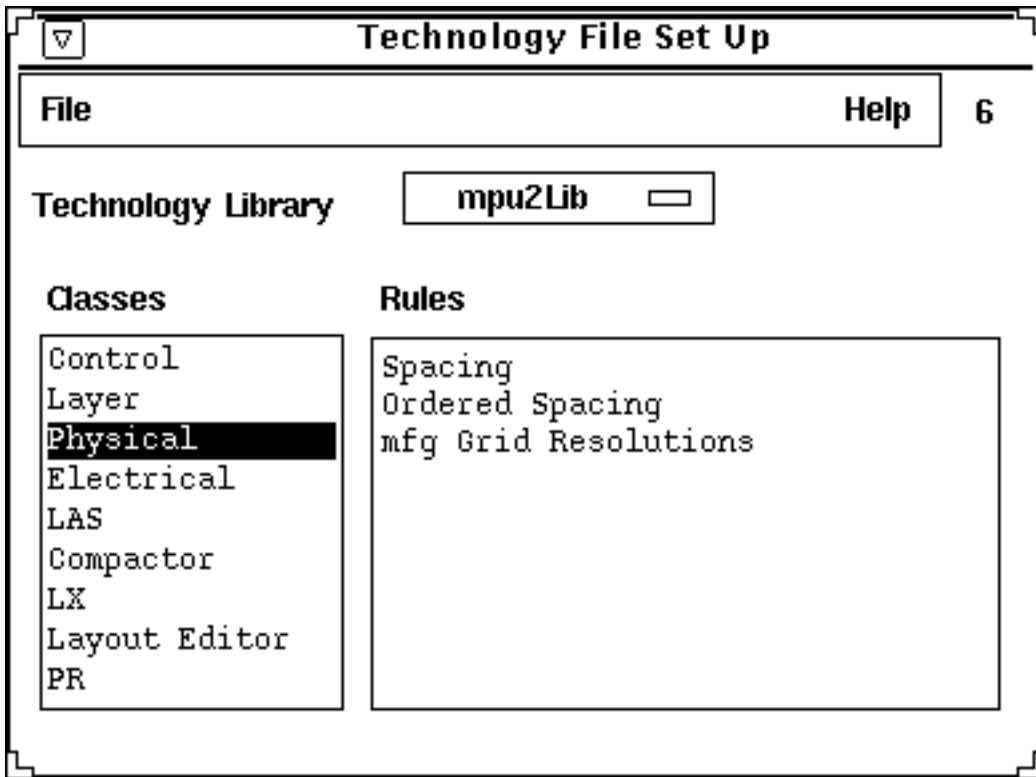 Technology File Set Up
File Help 6
Technology Library mpu2Lib
Classes Rules
Control
Layer
Physical
Electrical
LAS
Compactor
LX
Layout Editor
PR
Spacing
Ordered Spacing
mfg Grid Resolutions